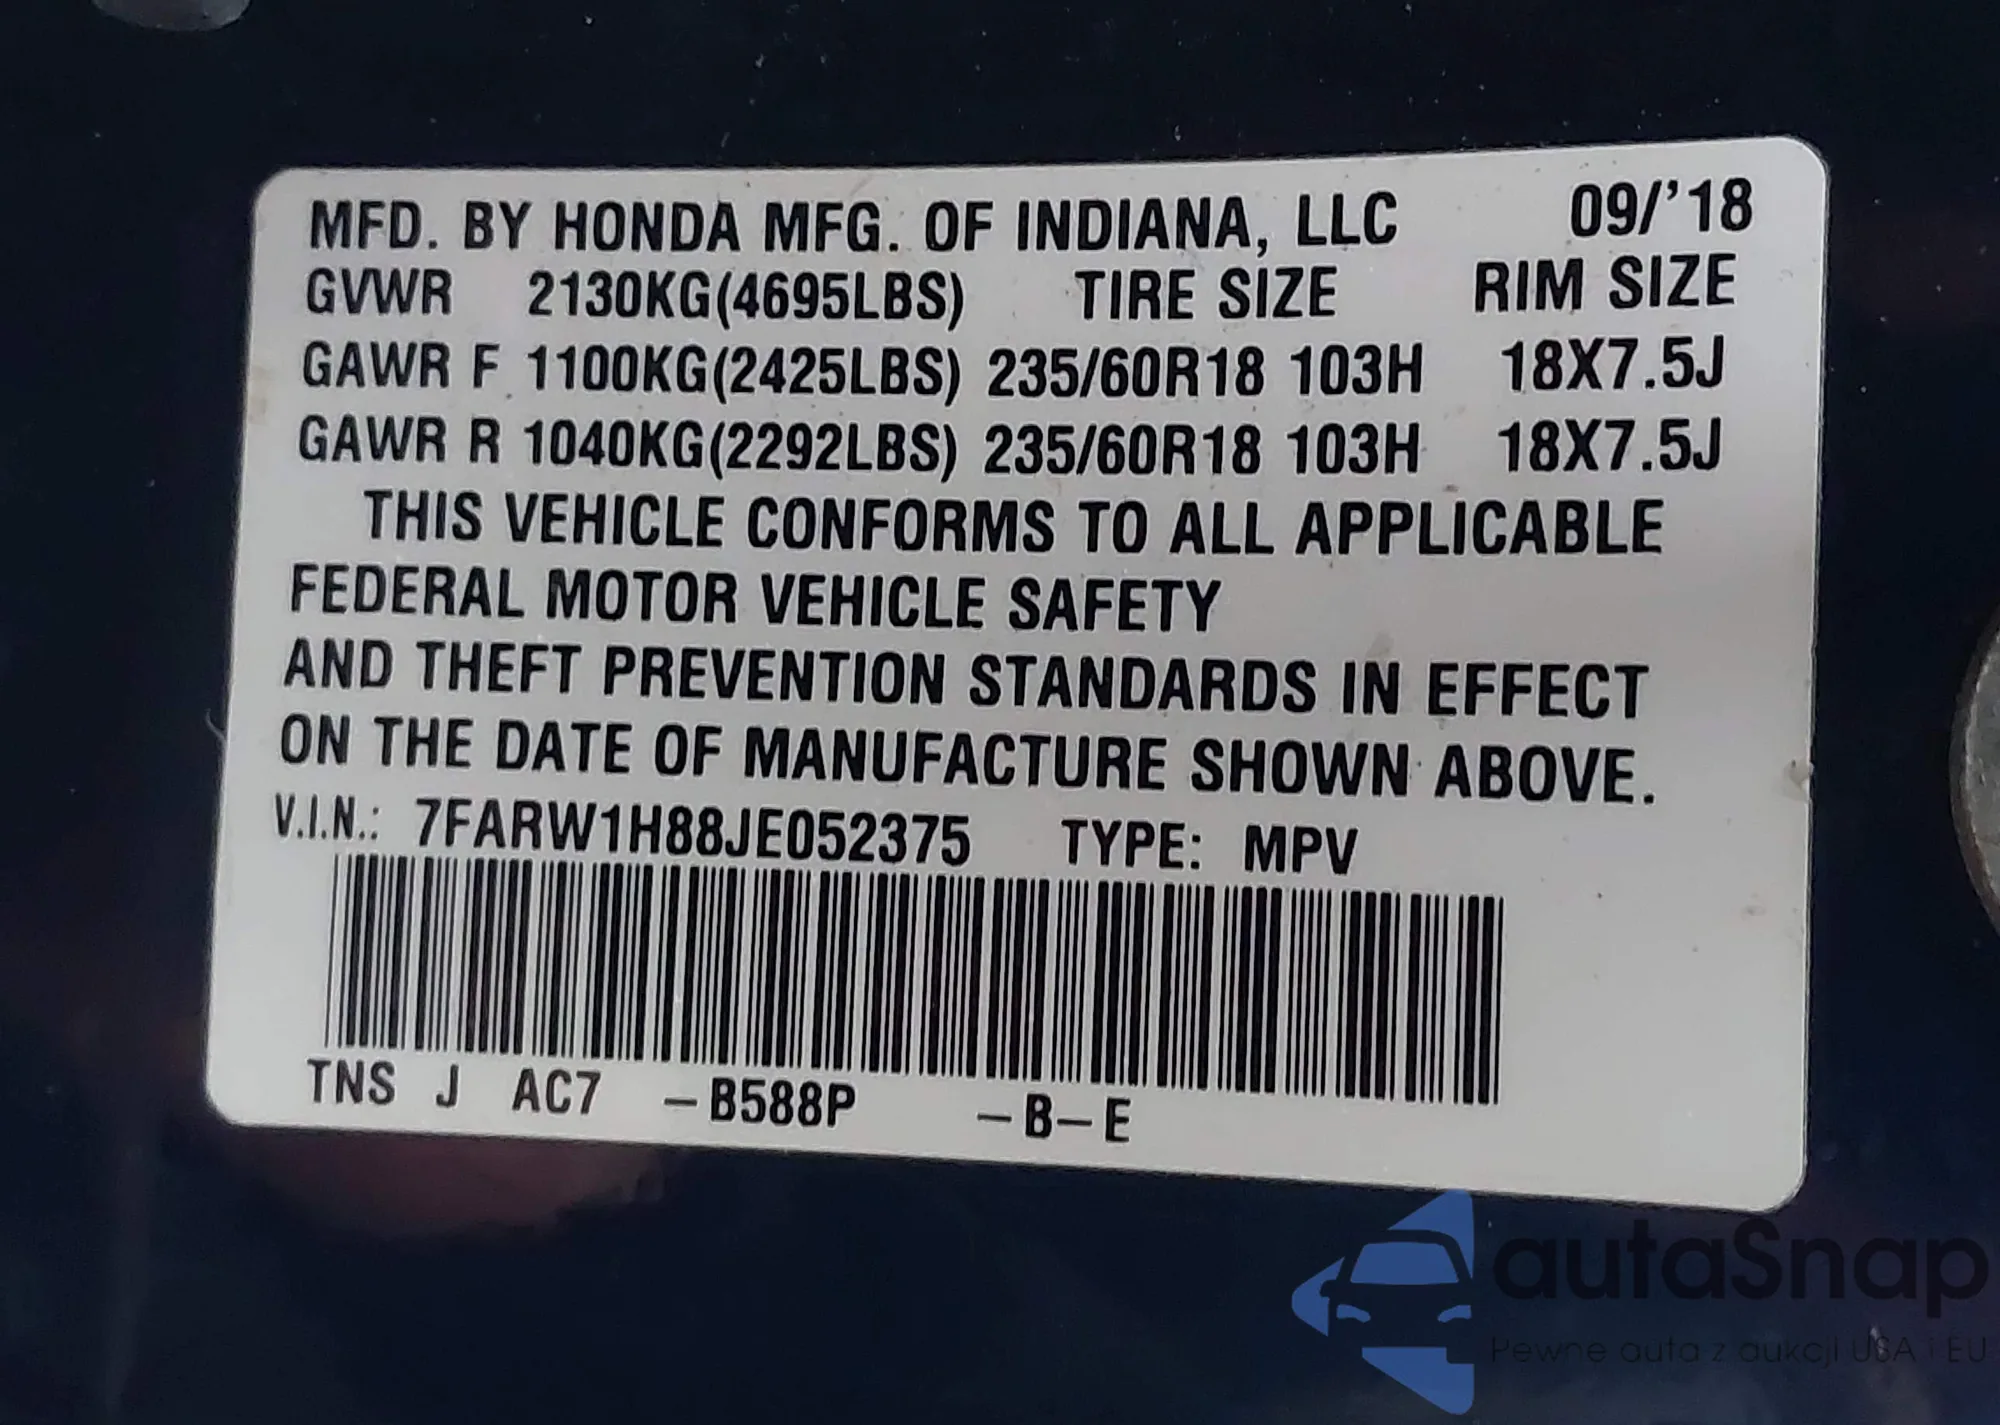 MFD. BY HONDA MFG. OF INDIANA, LLC 09/'18
GVWR 2130KG(4695LBS) TIRE SIZE RIM SIZE
GAWR F 1100KG(2425LBS) 235/60R18 103H 18X7.5J
GAWR R 1040KG(2292LBS) 235/60R18 103H 18X7.5J
THIS VEHICLE CONFORMS TO ALL APPLICABLE
FEDERAL MOTOR VEHICLE SAFETY
AND THEFT PREVENTION STANDARDS IN EFFECT
ON THE DATE OF MANUFACTURE SHOWN ABOVE.
V.I.N.: 7FARW1H88JE052375 TYPE: MPV
TNS J AC7 -B588P -B-E
autaSnap
Pewne auta z aukcji USA i EU